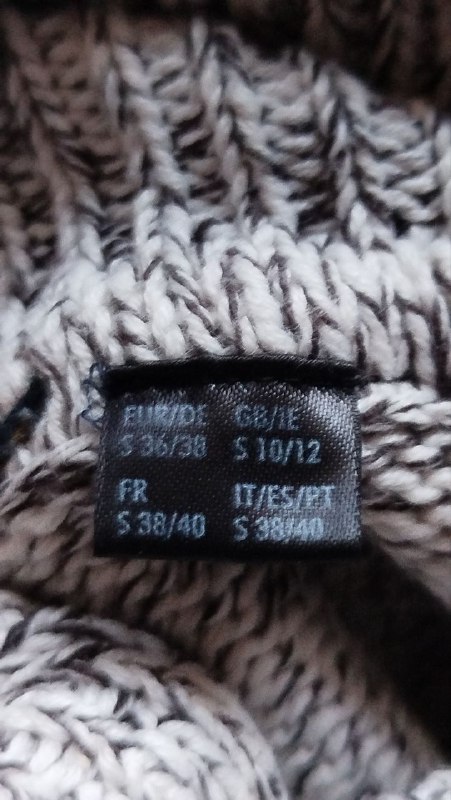 EUR/DE GB/IE
S 36/38 S 10/12
FR IT/ES/PT
S 38/40 S 38/40